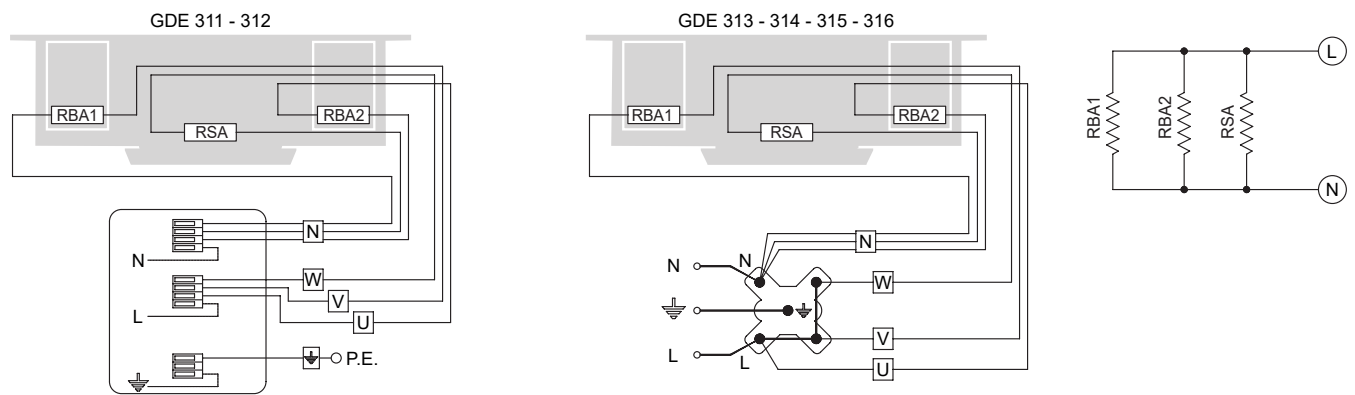 GDE 311 - 312
RBA1
RSA
RBA2
N
N
W
V
L
U
P.E.
GDE 313 - 314 - 315 - 316
RBA1
RSA
RBA2
N
N
N
W
V
L
L
U
L
RBA1
RBA2
RSA
N